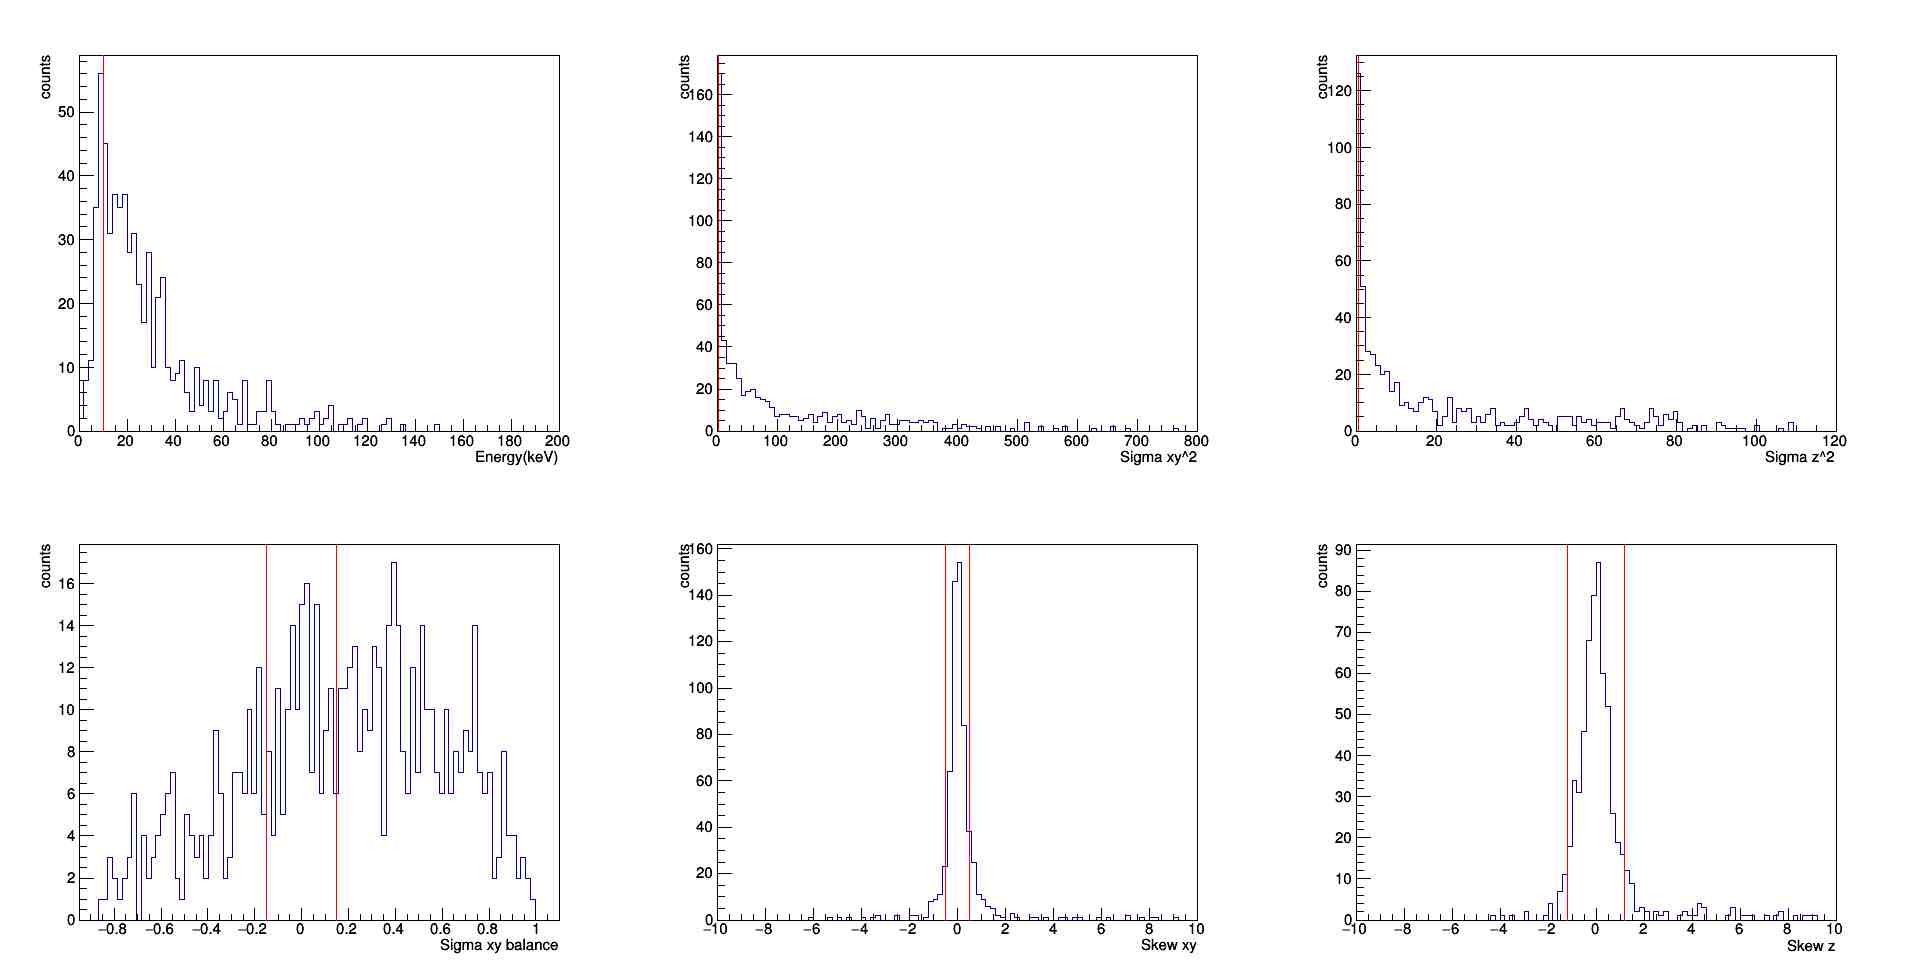 counts
50
40
30
20
10
0
0 20 40 60 80 100 120 140 160 180 200
Energy(keV)
counts
160
140
120
100
80
60
40
20
0
0 100 200 300 400 500 600 700 800
Sigma xy^2
counts
120
100
80
60
40
20
0
0 20 40 60 80 100 120
Sigma z^2
counts
16
14
12
10
8
6
4
2
0
−0.8 −0.6 −0.4 −0.2 0 0.2 0.4 0.6 0.8 1
Sigma xy balance
counts
160
140
120
100
80
60
40
20
0
−10 −8 −6 −4 −2 0 2 4 6 8 10
Skew xy
counts
90
80
70
60
50
40
30
20
10
0
−10 −8 −6 −4 −2 0 2 4 6 8 10
Skew z